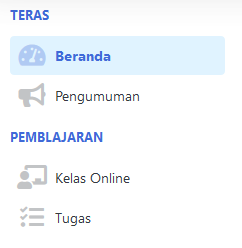 TERAS
Beranda
Pengumuman
PEMBLAJARAN
Kelas Online
Tugas